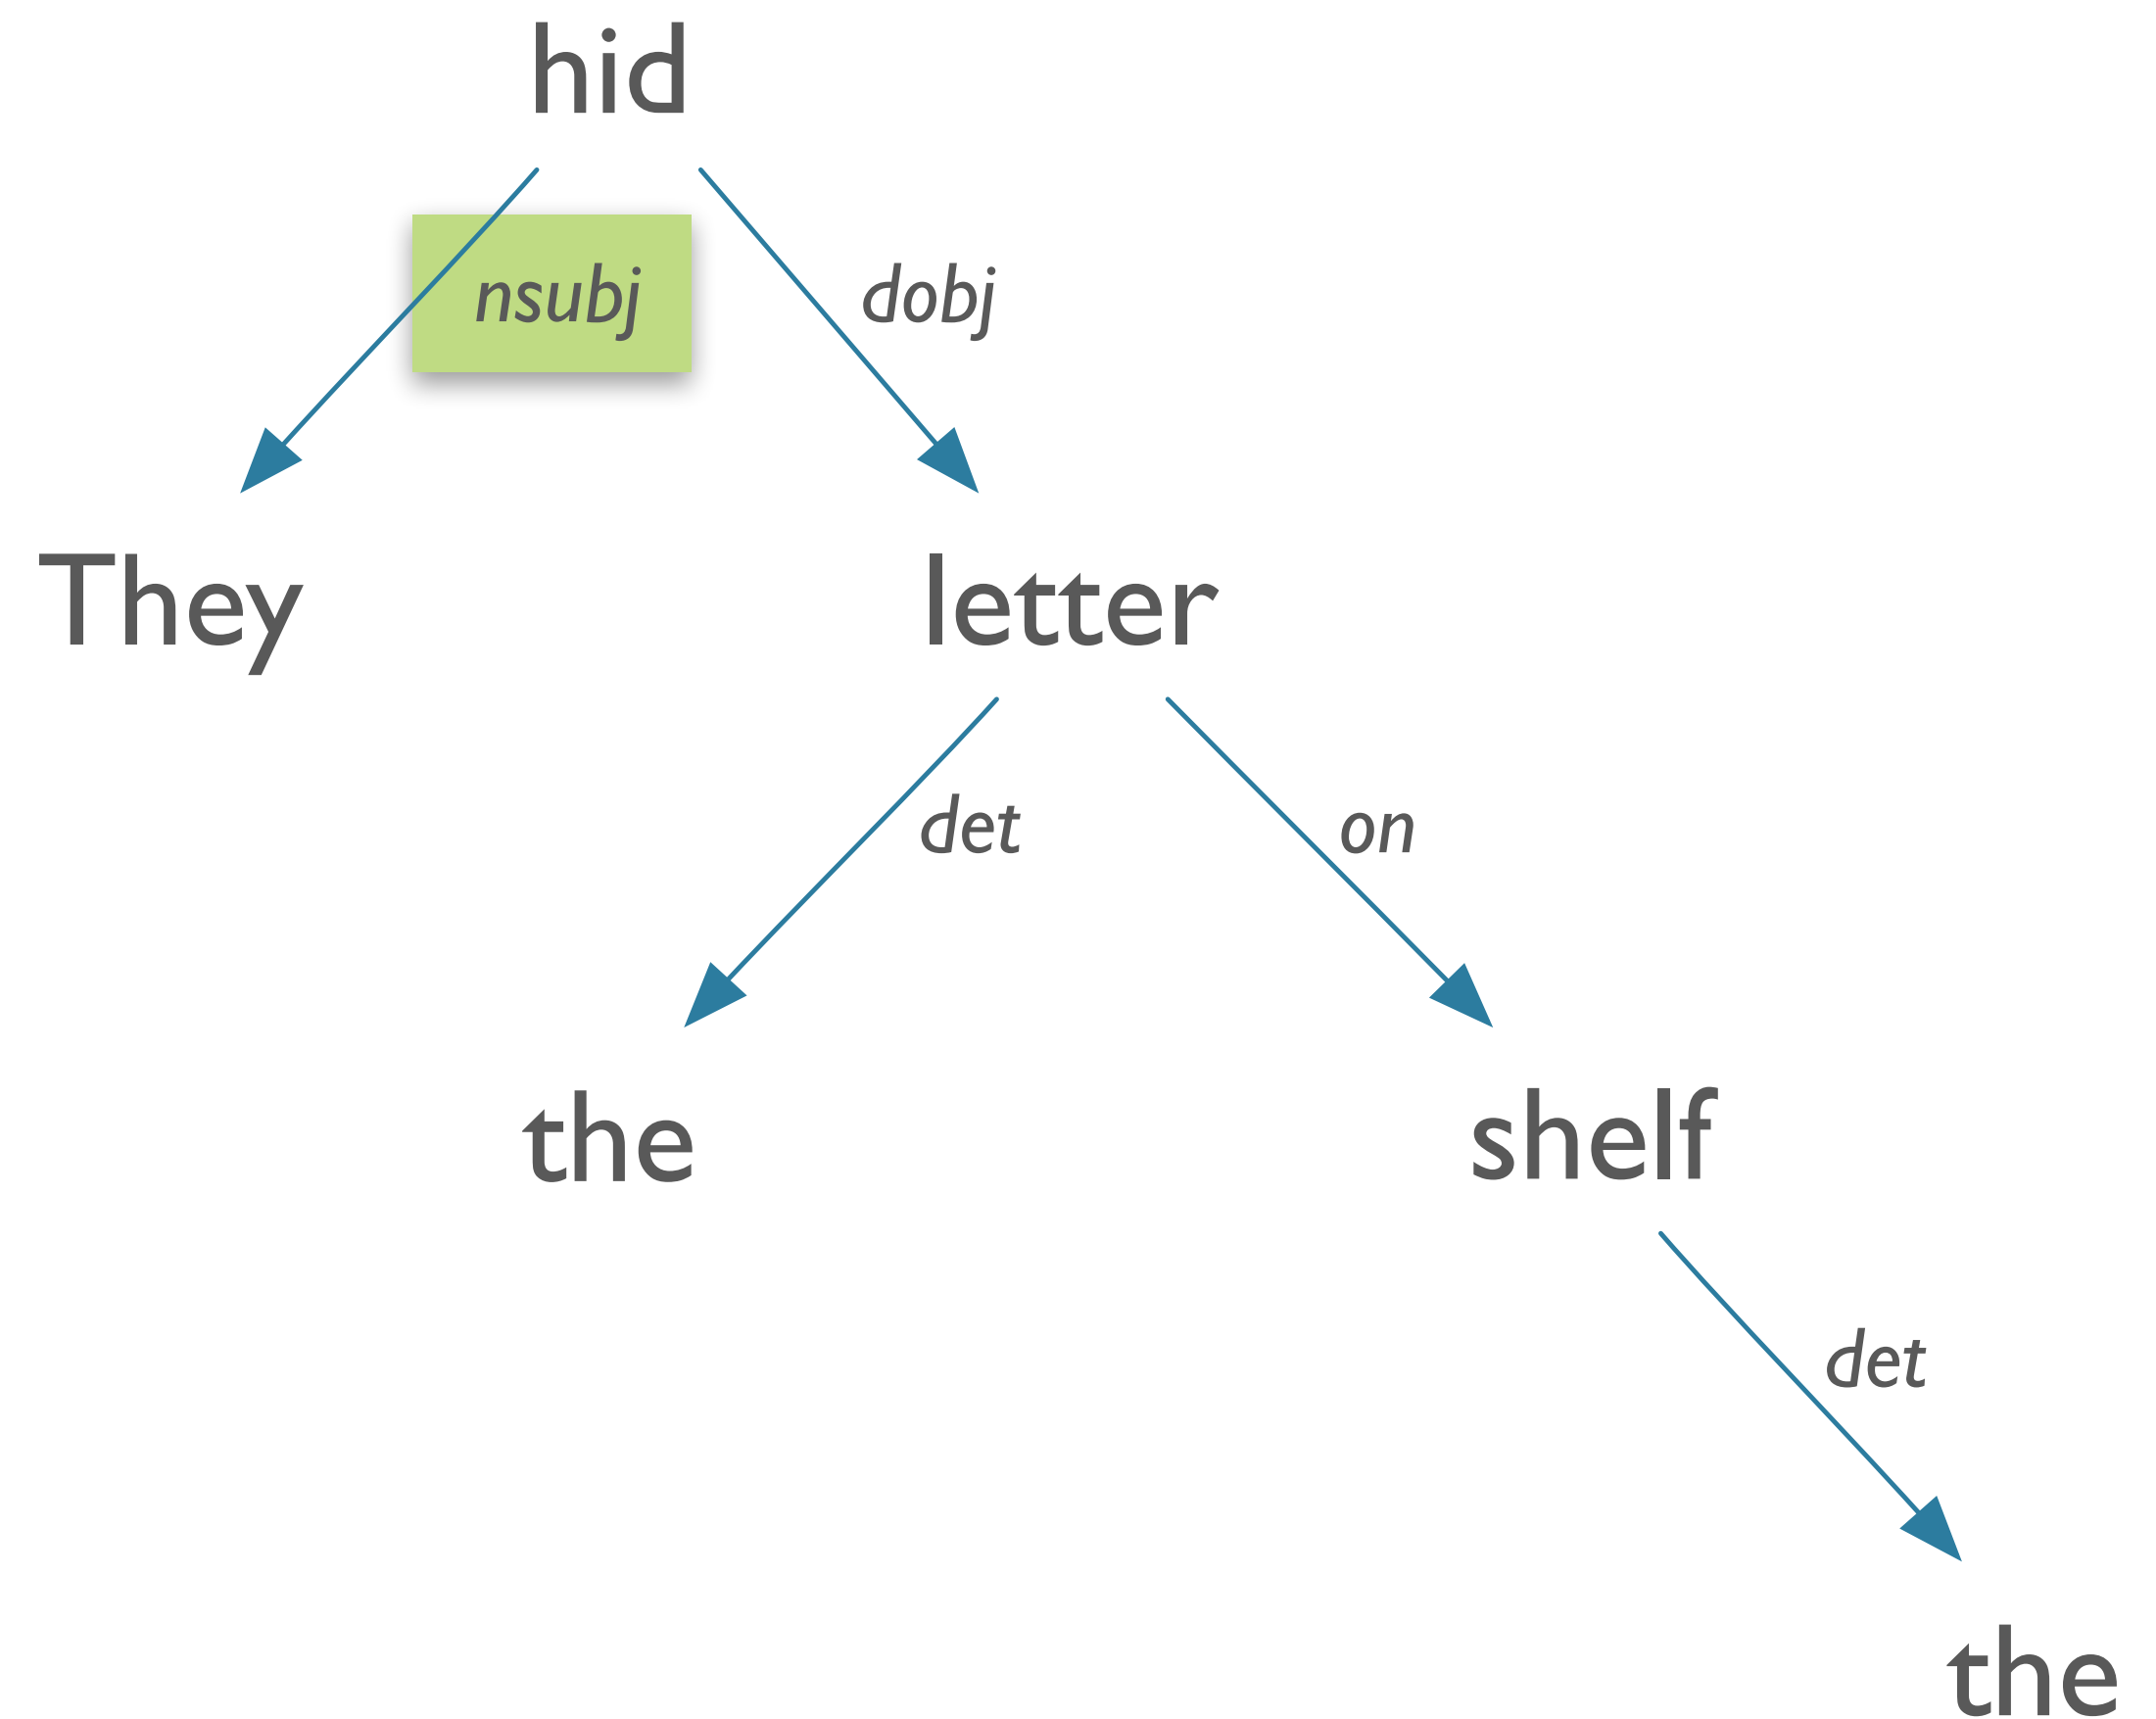 hid
nsubj
dobj
They
letter
det
on
the
shelf
det
the